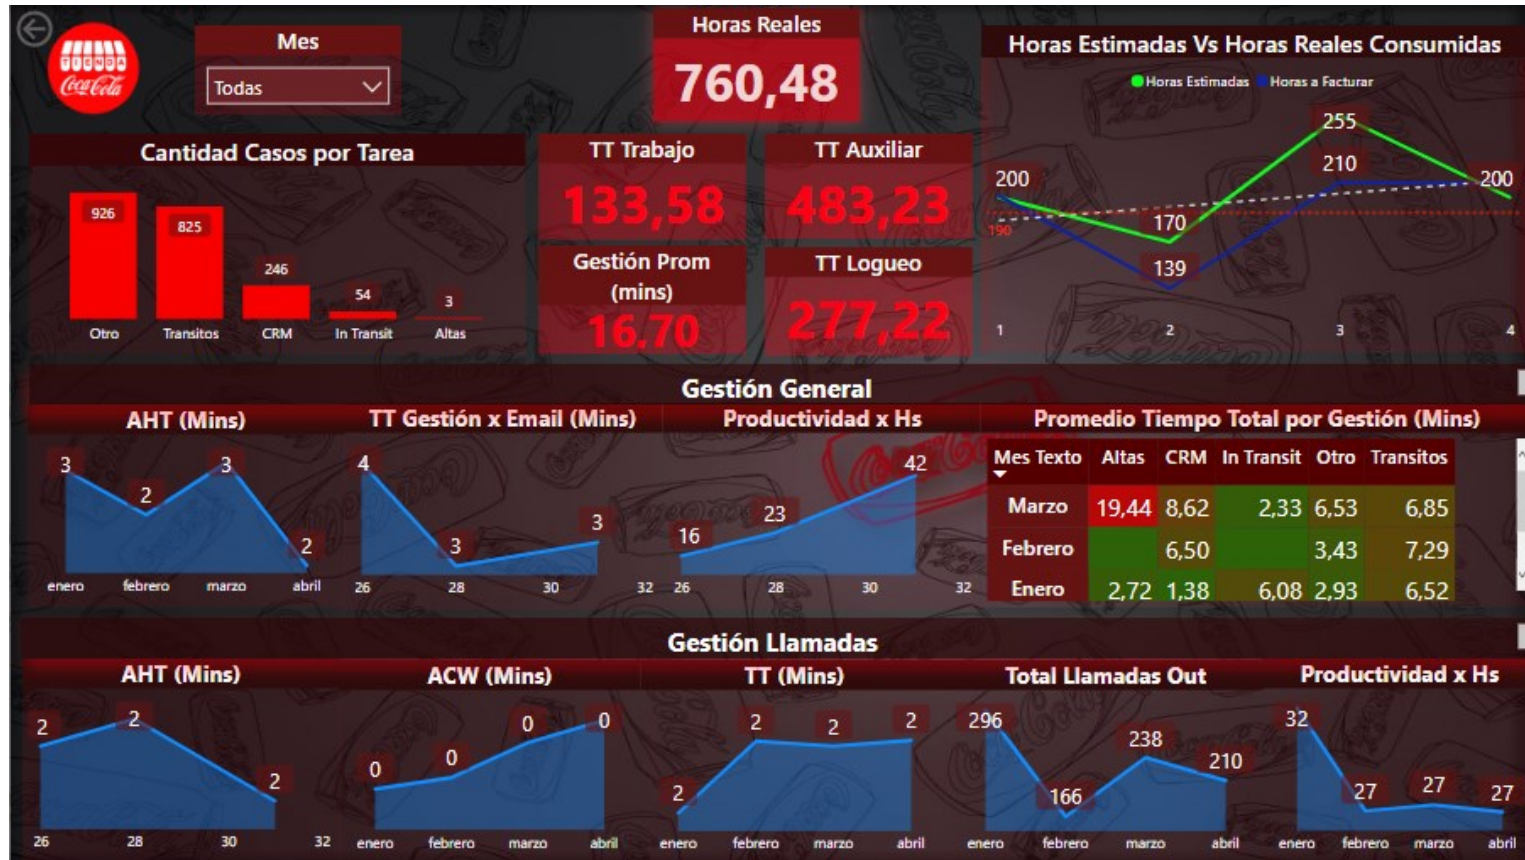 TIENDA
Coca-Cola
Mes
Todas
Horas Reales
760,48
Horas Estimadas Vs Horas Reales Consumidas
Horas Estimadas
Horas a Facturar
200
170
139
255
210
200
190
1
2
3
4
Cantidad Casos por Tarea
926
825
246
54
3
Otro
Transitos
CRM
In Transit
Altas
TT Trabajo
133,58
TT Auxiliar
483,23
Gestión Prom
(mins)
16,70
TT Logueo
277,22
Gestión General
AHT (Mins)
3
2
3
2
enero
febrero
marzo
abril
TT Gestión x Email (Mins)
4
3
3
26
28
30
32
Productividad x Hs
16
23
42
26
28
30
32
Promedio Tiempo Total por Gestión (Mins)
Mes Texto Altas CRM In Transit Otro Transitos
Marzo 19,44 8,62 2,33 6,53 6,85
Febrero 6,50 3,43 7,29
Enero 2,72 1,38 6,08 2,93 6,52
Gestión Llamadas
AHT (Mins)
2
2
2
26
28
30
32
ACW (Mins)
0
0
0
0
enero
febrero
marzo
abril
TT (Mins)
2
2
2
2
enero
febrero
marzo
abril
Total Llamadas Out
296
166
238
210
enero
febrero
marzo
abril
Productividad x Hs
32
27
27
27
enero
febrero
marzo
abril